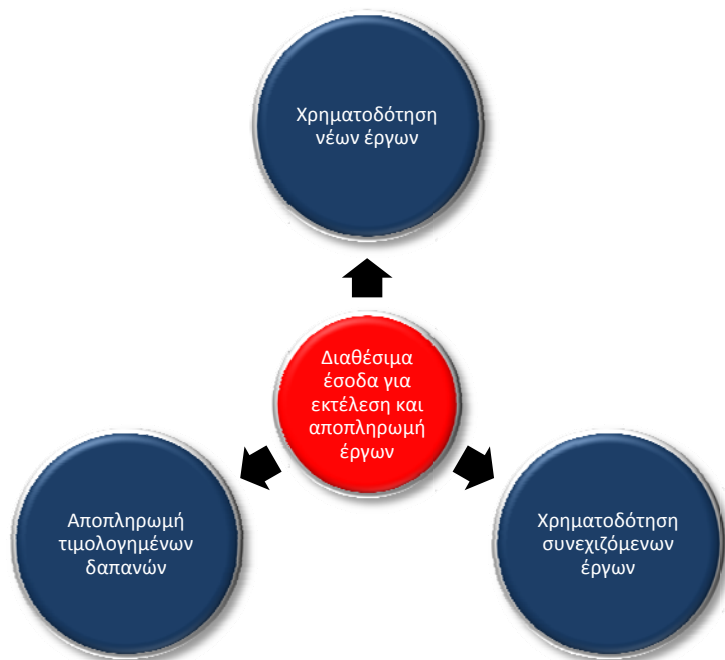 Χρηματοδότηση
νέων έργων
Διαθέσιμα
έσοδα για
εκτέλεση και
αποπληρωμή
έργων
Αποπληρωμή
τιμολογημένων
δαπανών
Χρηματοδότηση
συνεχιζόμενων
έργων